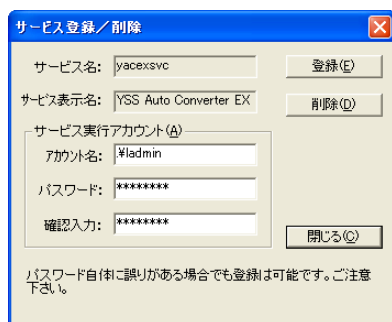 サービス登録／削除
サービス名: yacexsvc 登録(E)
サービス表示名: YSS Auto Converter EX 削除(D)
サービス実行アカウント(A)
アカウント名: .¥ladmin
パスワード: ********
確認入力: ********
閉じる(C)
パスワード自体に誤りがある場合でも登録は可能です。ご注意
下さい。